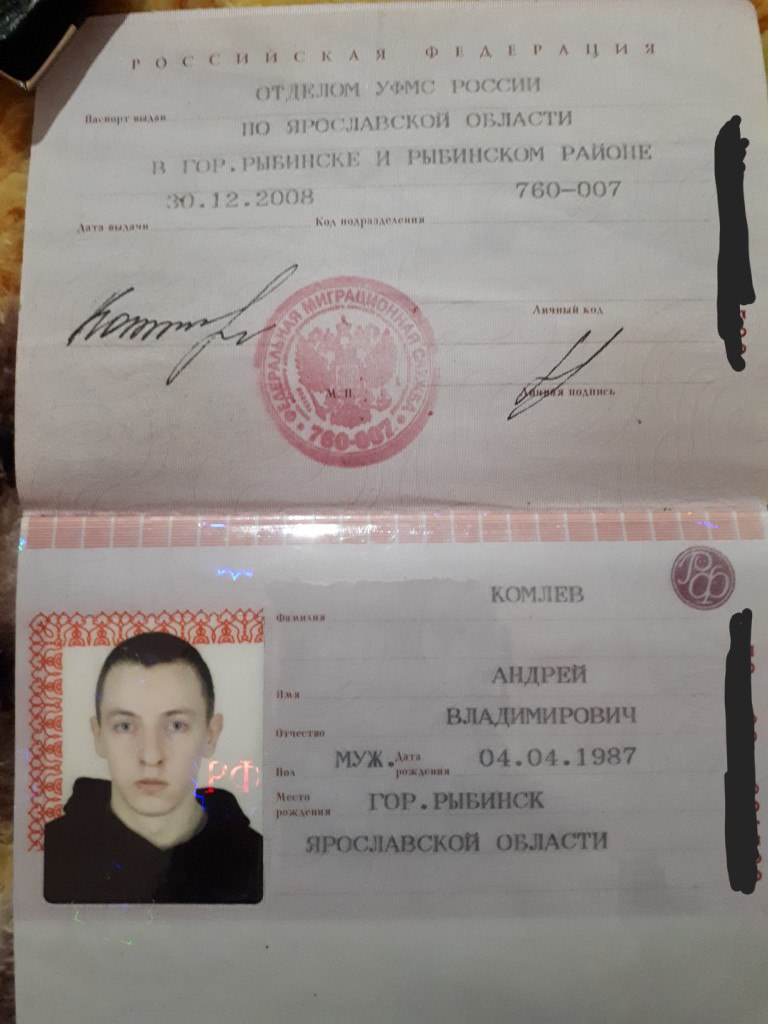 РОССИЙСКАЯ ФЕДЕРАЦИЯ
Паспорт выдан
ОТДЕЛОМ УФМС РОССИИ
ПО ЯРОСЛАВСКОЙ ОБЛАСТИ
В ГОР.РЫБИНСКЕ И РЫБИНСКОМ РАЙОНЕ
30.12.2008 760-007
Дата выдачи Код подразделения
Личный код
ФЕДЕРАЛЬНАЯ МИГРАЦИОННАЯ СЛУЖБА
760-007
М.П.
Личная подпись
РФ
КОМЛЕВ
Фамилия
АНДРЕЙ
Имя
ВЛАДИМИРОВИЧ
Отчество
МУЖ. Дата рождения 04.04.1987
Пол
Место рождения ГОР.РЫБИНСК
ЯРОСЛАВСКОЙ ОБЛАСТИ
РФ